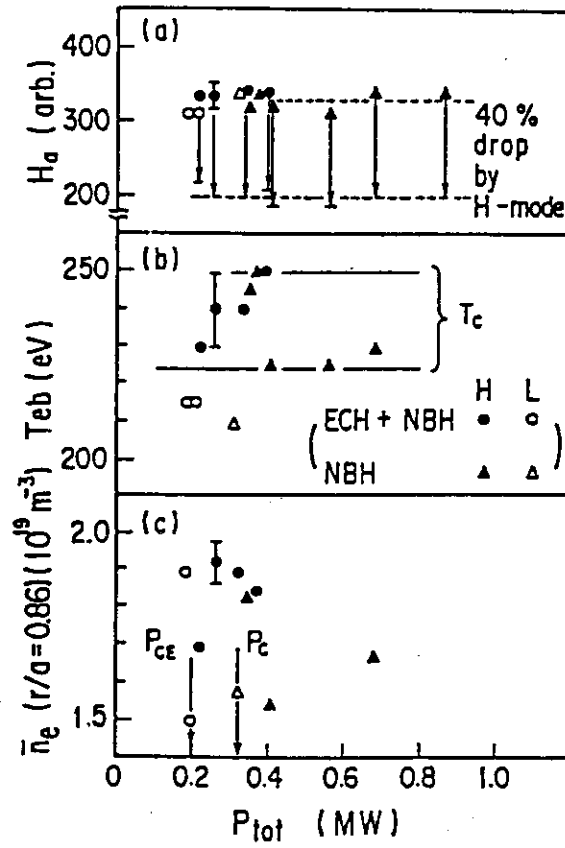 (a)
400
300
200
Hα (arb.)
40 %
drop
by
H-mode
(b)
250
200
Teb (eV)
Tc
H L
ECH + NBH
NBH
(c)
2.0
1.5
n̅e (r/a=0.86)(10¹⁹ m⁻³)
PCE
PC
0 0.2 0.4 0.6 0.8 1.0
Ptot (MW)